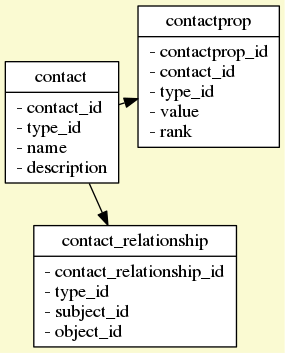 contactprop
- contactprop_id
- contact_id
- type_id
- value
- rank
contact
- contact_id
- type_id
- name
- description
contact_relationship
- contact_relationship_id
- type_id
- subject_id
- object_id